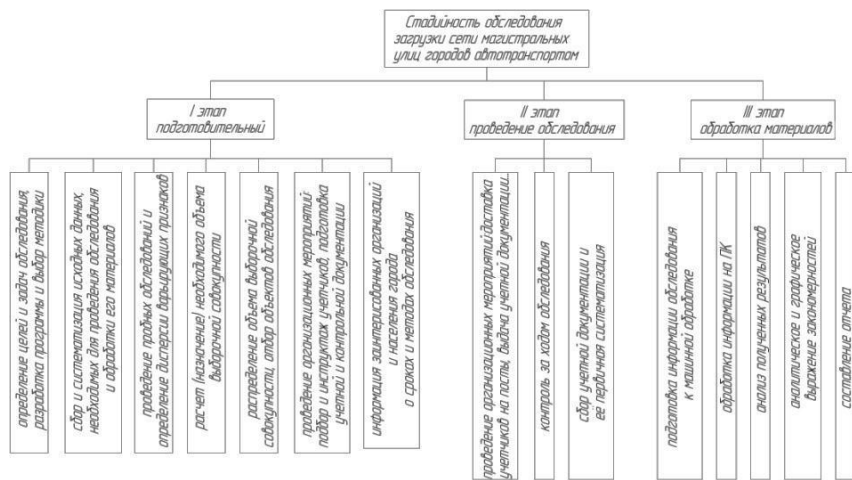 Стадийность обследования
загрузки сети магистральных
улиц городов автотранспортом
I этап
подготовительный
II этап
проведение обследования
III этап
обработка материалов
определение целей и задач обследования,
разработка программы и выбор методики
сбор и систематизация исходных данных,
необходимых для проведения обследования
и обработки его материалов
проведение пробных обследований и
определение дисперсии варьирующих признаков
расчет (назначение) необходимого объема
выборочной совокупности
распределение объема выборочной
совокупности, отбор объектов обследования
проведение организационных мероприятий-
подбор и инструктаж учетчиков, подготовка
учетной и контрольной документации
информация заинтерисованных организаций
и населения города
о сроках и методах обследования
проведение организационных мероприятий:доставка
учетчиков на посты, выдача учетной документации..
контроль за ходом обследования
сбор учетной документации и
её первичная систематизация
подготовка информации обследования
к машинной обработке
обработка информации на ПК
анализ полученных результатов
аналитическое и графическое
выражение закономерностей
составление отчета